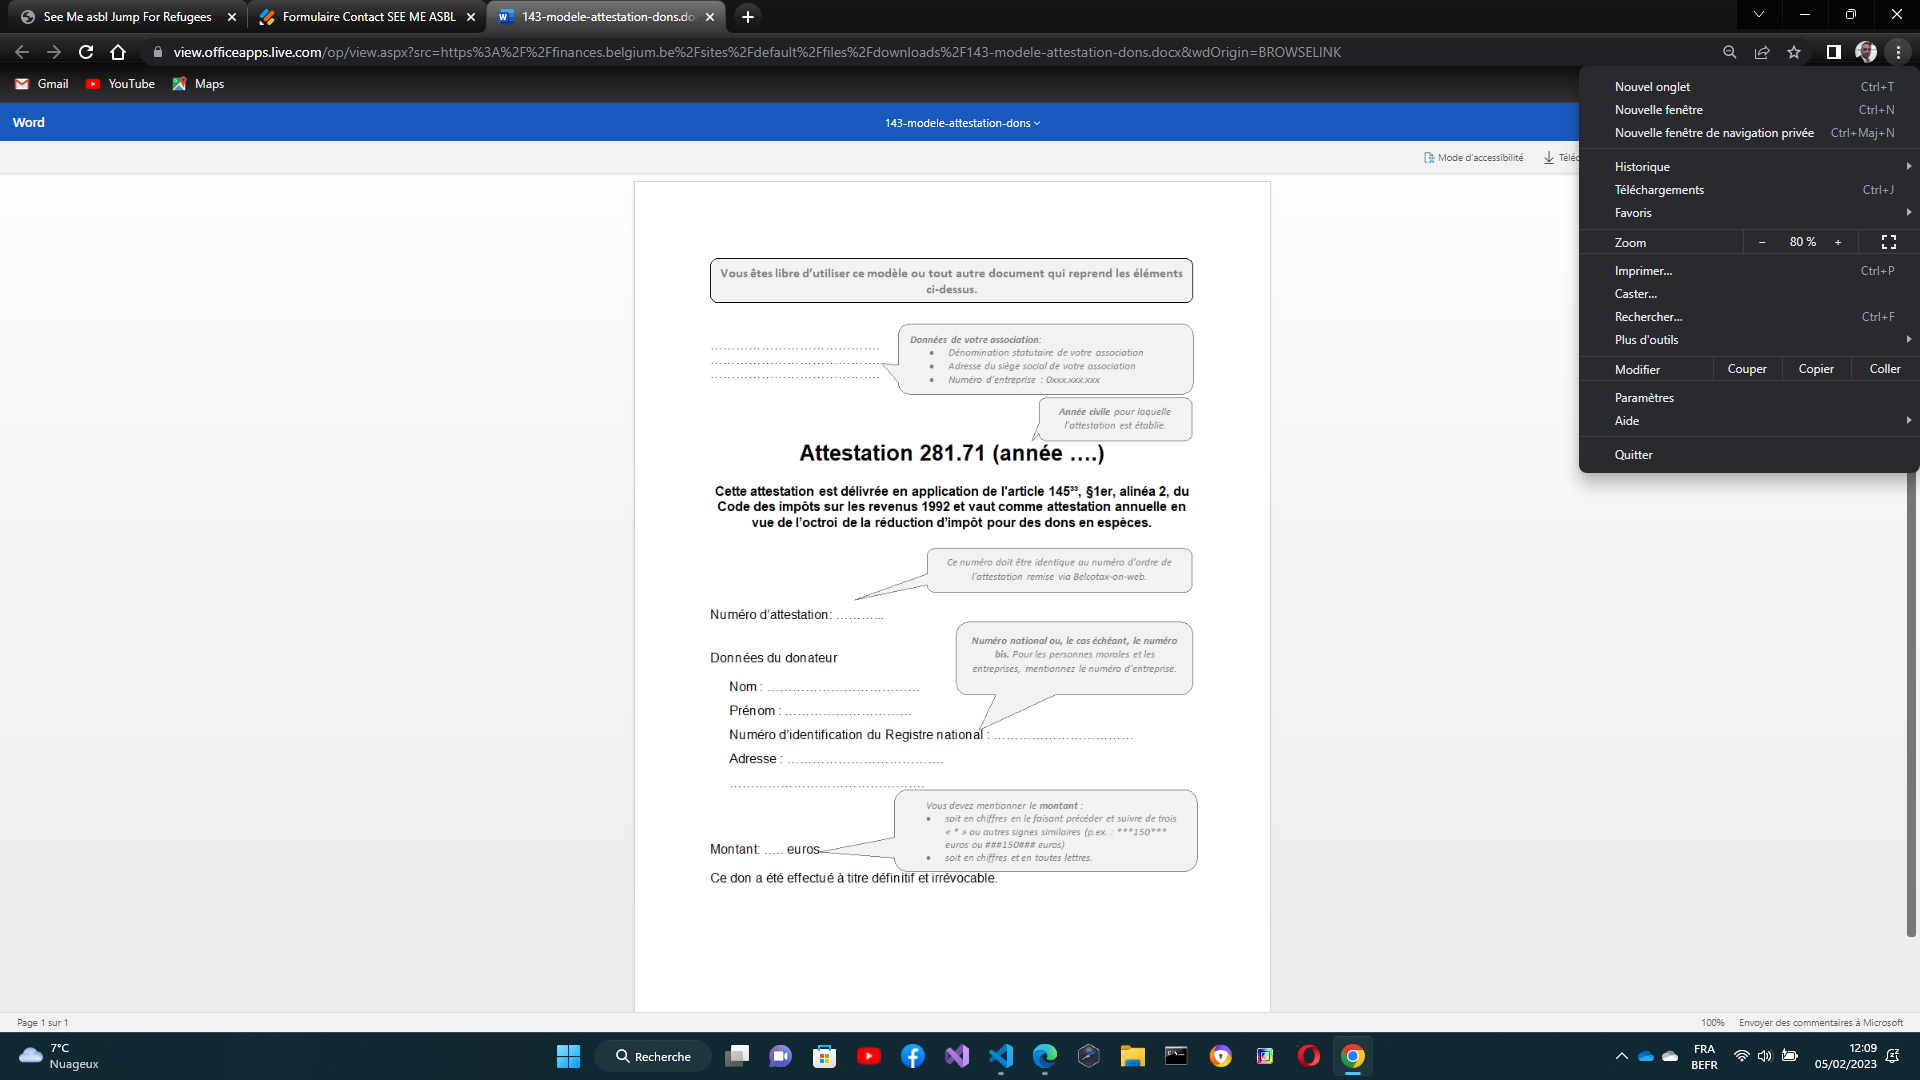 See Me asbl Jump For Refugees
Formulaire Contact SEE ME ASBL
143-modele-attestation-dons.do
view.officeapps.live.com/op/view.aspx?src=https%3A%2F%2Ffinances.belgium.be%2Fsites%2Fdefault%2Ffiles%2Fdownloads%2F143-modele-attestation-dons.docx&wdOrigin=BROWSELINK
Gmail YouTube Maps
Word
143-modele-attestation-dons
Mode d'accessibilité
Téléc
Nouvel onglet Ctrl+T
Nouvelle fenêtre Ctrl+N
Nouvelle fenêtre de navigation privée Ctrl+Maj+N
Historique
Téléchargements Ctrl+J
Favoris
Zoom − 80 % +
Imprimer... Ctrl+P
Caster...
Rechercher... Ctrl+F
Plus d'outils
Modifier Couper Copier Coller
Paramètres
Aide
Quitter
Vous êtes libre d'utiliser ce modèle ou tout autre document qui reprend les éléments
ci-dessus.
Données de votre association:
• Dénomination statutaire de votre association
• Adresse du siège social de votre association
• Numéro d'entreprise : 0xxx.xxx.xxx
Année civile pour laquelle
l'attestation est établie.
Attestation 281.71 (année ….)
Cette attestation est délivrée en application de l'article 145³³, §1er, alinéa 2, du
Code des impôts sur les revenus 1992 et vaut comme attestation annuelle en
vue de l'octroi de la réduction d'impôt pour des dons en espèces.
Ce numéro doit être identique au numéro d'ordre de
l'attestation remise via Belcotax-on-web.
Numéro d'attestation: ………...
Numéro national ou, le cas échéant, le numéro
bis. Pour les personnes morales et les
entreprises, mentionnez le numéro d'entreprise.
Données du donateur
Nom : ………………………………
Prénom : …………………………
Numéro d'identification du Registre national : ……………………………
Adresse : ……………………………….
……………………………………….
Vous devez mentionner le montant :
• soit en chiffres en le faisant précéder et suivre de trois
« * » ou autres signes similaires (p.ex. : ***150***
euros ou ###150### euros)
• soit en chiffres et en toutes lettres.
Montant: ….. euros
Ce don a été effectué à titre définitif et irrévocable.
Page 1 sur 1
100% Envoyer des commentaires à Microsoft
7°C
Nuageux
Recherche
FRA
BEFR
12:09
05/02/2023